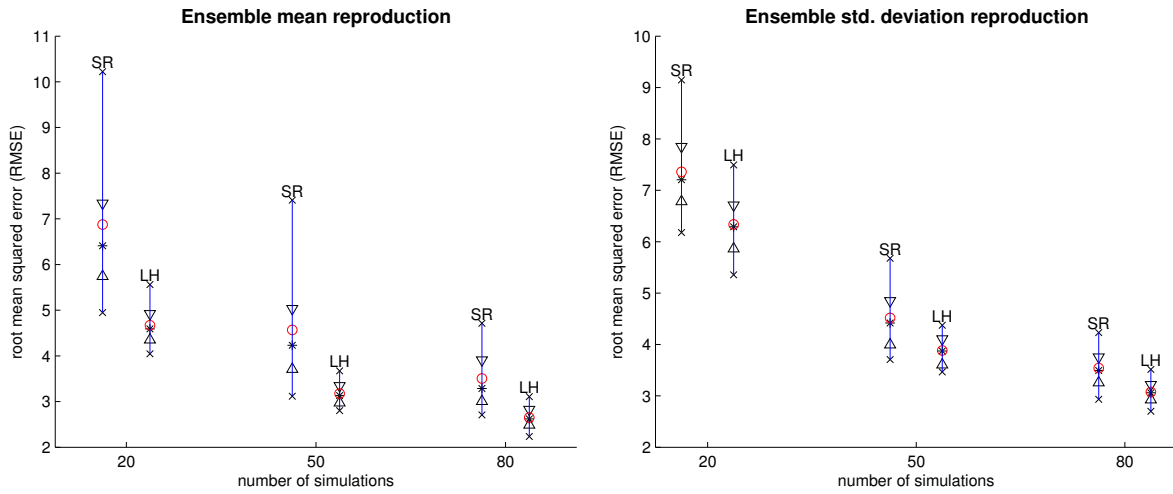 Ensemble mean reproduction
root mean squared error (RMSE)
11
10
9
8
7
6
5
4
3
2
SR
LH
SR
LH
SR
LH
20
50
80
number of simulations
Ensemble std. deviation reproduction
root mean squared error (RMSE)
10
9
8
7
6
5
4
3
2
SR
LH
SR
LH
SR
LH
20
50
80
number of simulations